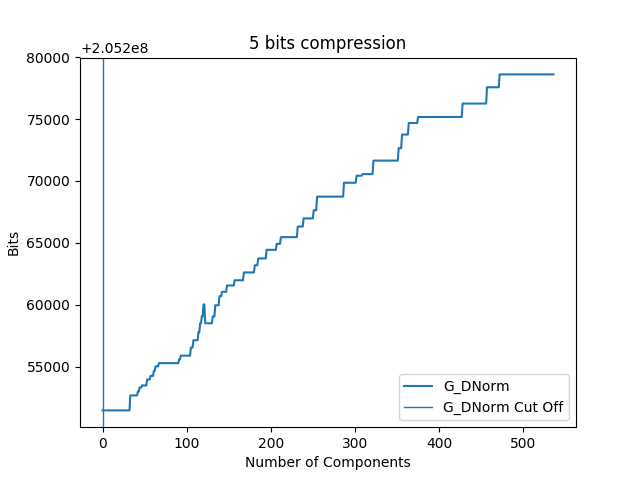 5 bits compression
+2.052e8
80000
75000
70000
65000
60000
55000
Bits
0 100 200 300 400 500
Number of Components
G_DNorm
G_DNorm Cut Off